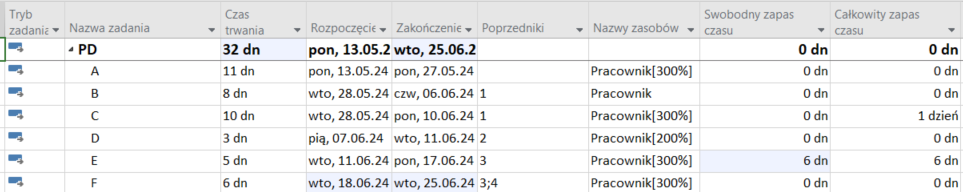 Tryb zadania Nazwa zadania Czas trwania Rozpoczęcie Zakończenie Poprzedniki Nazwy zasobów Swobodny zapas czasu Całkowity zapas czasu
PD 32 dn pon, 13.05.2 wto, 25.06.2 0 dn 0 dn
A 11 dn pon, 13.05.24 pon, 27.05.24 Pracownik[300%] 0 dn 0 dn
B 8 dn wto, 28.05.24 czw, 06.06.24 1 Pracownik 0 dn 0 dn
C 10 dn wto, 28.05.24 pon, 10.06.24 1 Pracownik[300%] 0 dn 1 dzień
D 3 dn pią, 07.06.24 wto, 11.06.24 2 Pracownik[200%] 0 dn 0 dn
E 5 dn wto, 11.06.24 pon, 17.06.24 3 Pracownik[300%] 6 dn 6 dn
F 6 dn wto, 18.06.24 wto, 25.06.24 3;4 Pracownik[300%] 0 dn 0 dn